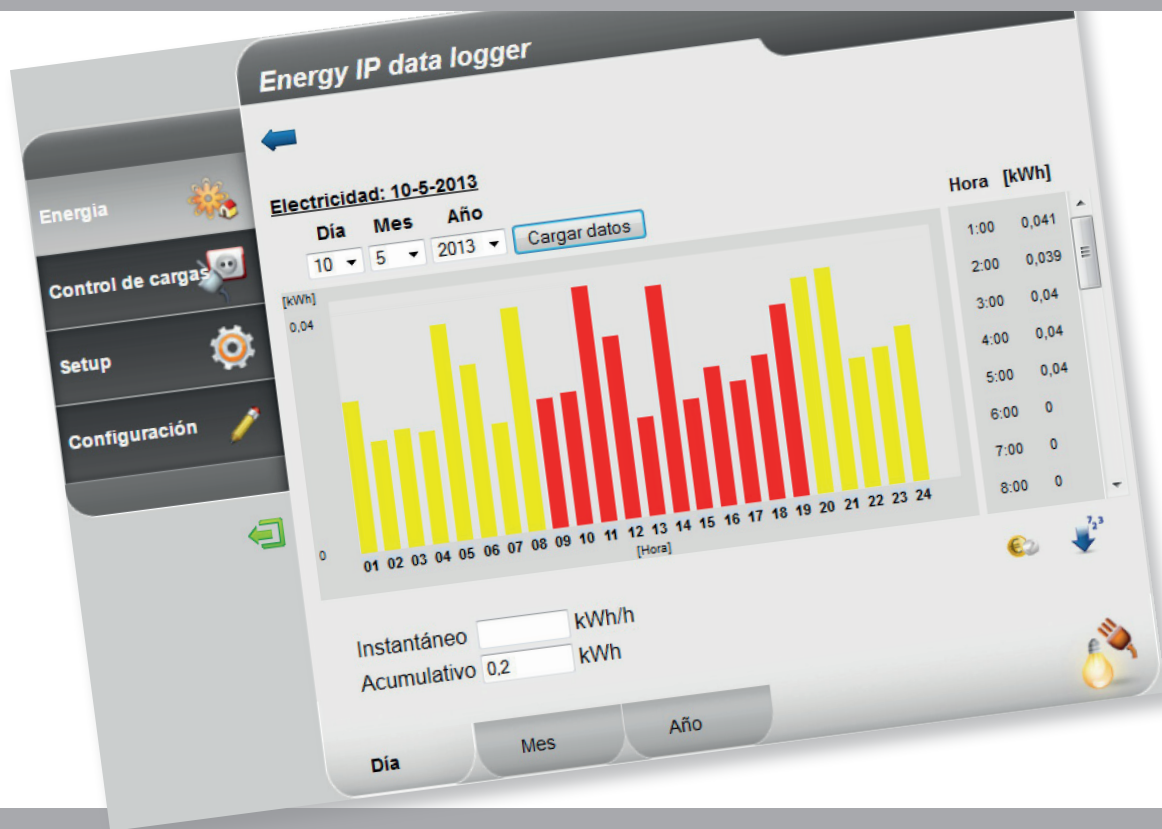 Energy IP data logger
Energia
Control de cargas
Setup
Configuración
Electricidad: 10-5-2013
Día Mes Año
10 5 2013 Cargar datos
[kWh]
0,04
0
01 02 03 04 05 06 07 08 09 10 11 12 13 14 15 16 17 18 19 20 21 22 23 24
[Hora]
Hora [kWh]
1:00 0,041
2:00 0,039
3:00 0,04
4:00 0,04
5:00 0,04
6:00 0
7:00 0
8:00 0
€
7 2 3
Instantáneo kWh/h
Acumulativo 0,2 kWh
Día Mes Año